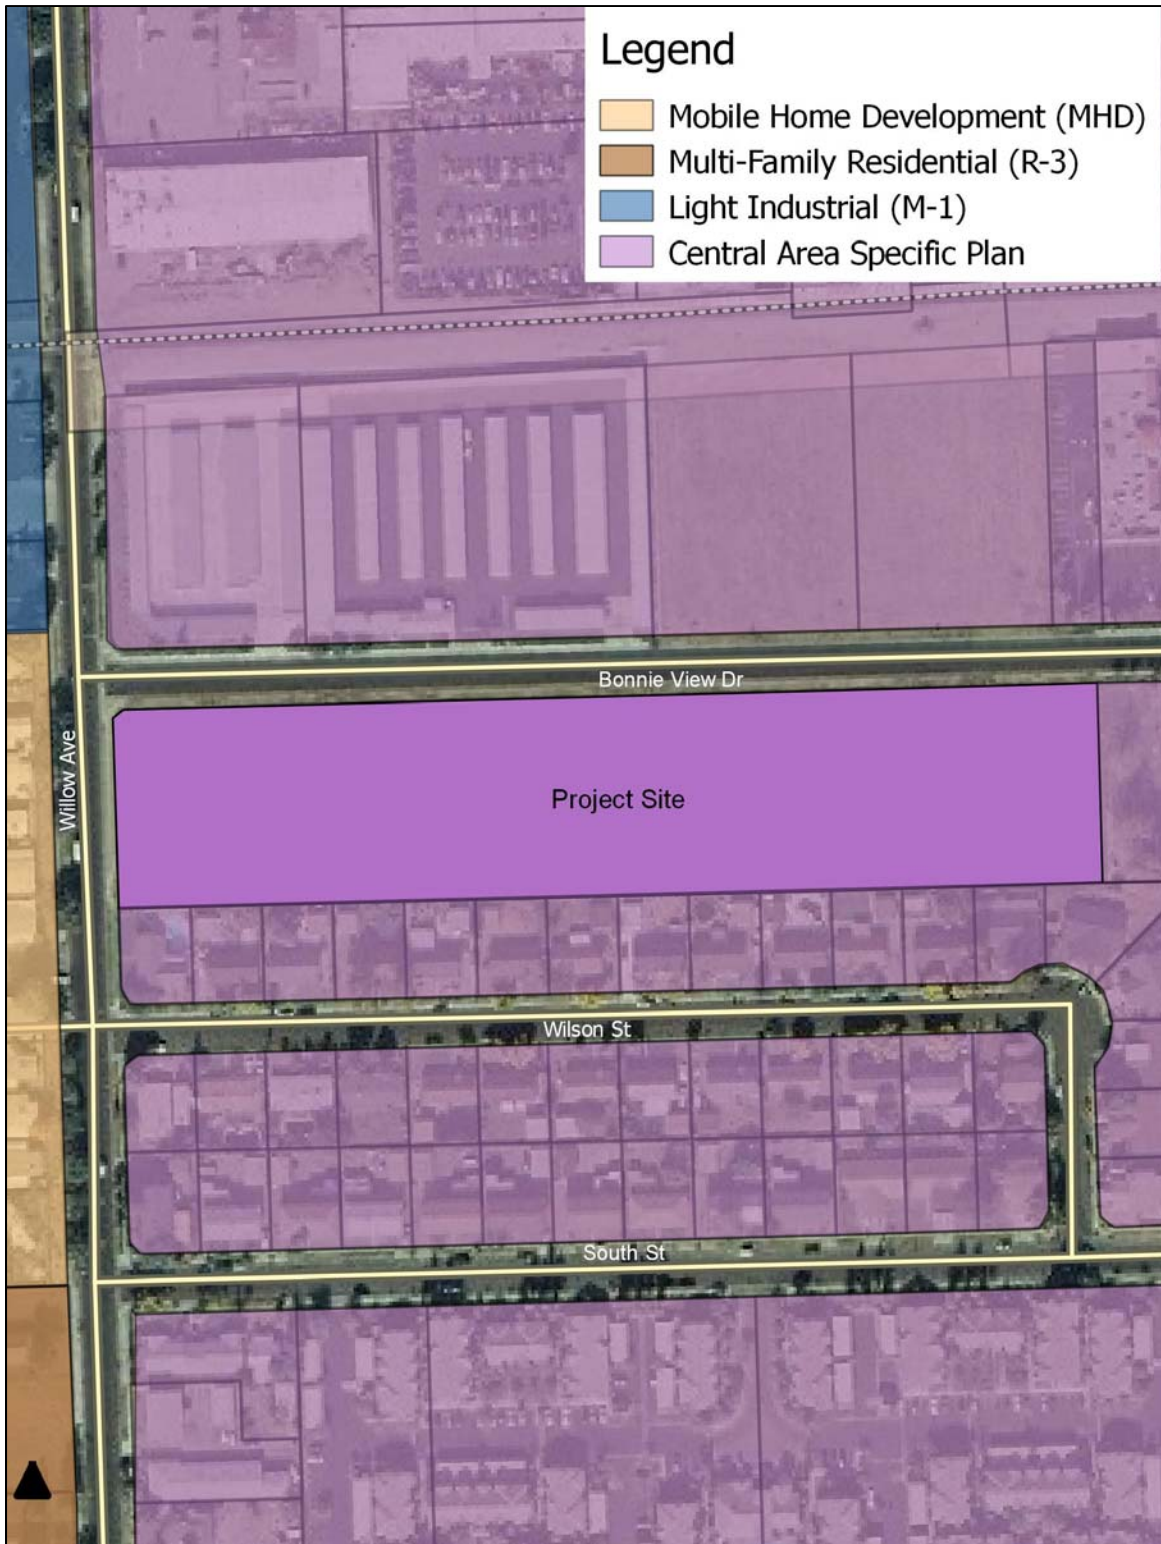 Legend
Mobile Home Development (MHD)
Multi-Family Residential (R-3)
Light Industrial (M-1)
Central Area Specific Plan
Bonnie View Dr
Willow Ave
Project Site
Wilson St
South St